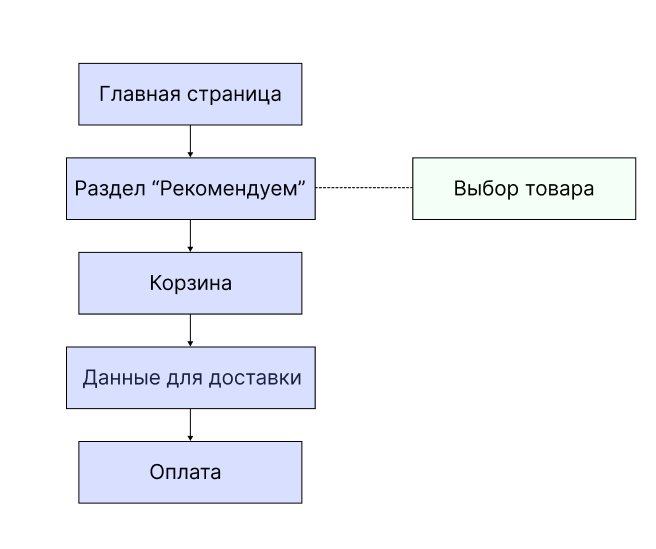 Главная страница
Раздел “Рекомендуем”
Выбор товара
Корзина
Данные для доставки
Оплата